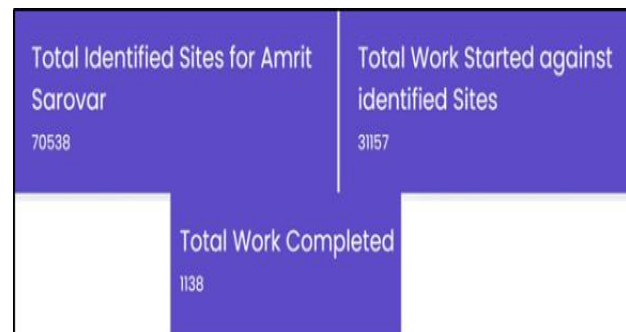 Total Identified Sites for Amrit
Sarovar
70538
Total Work Started against
identified Sites
31157
Total Work Completed
1138